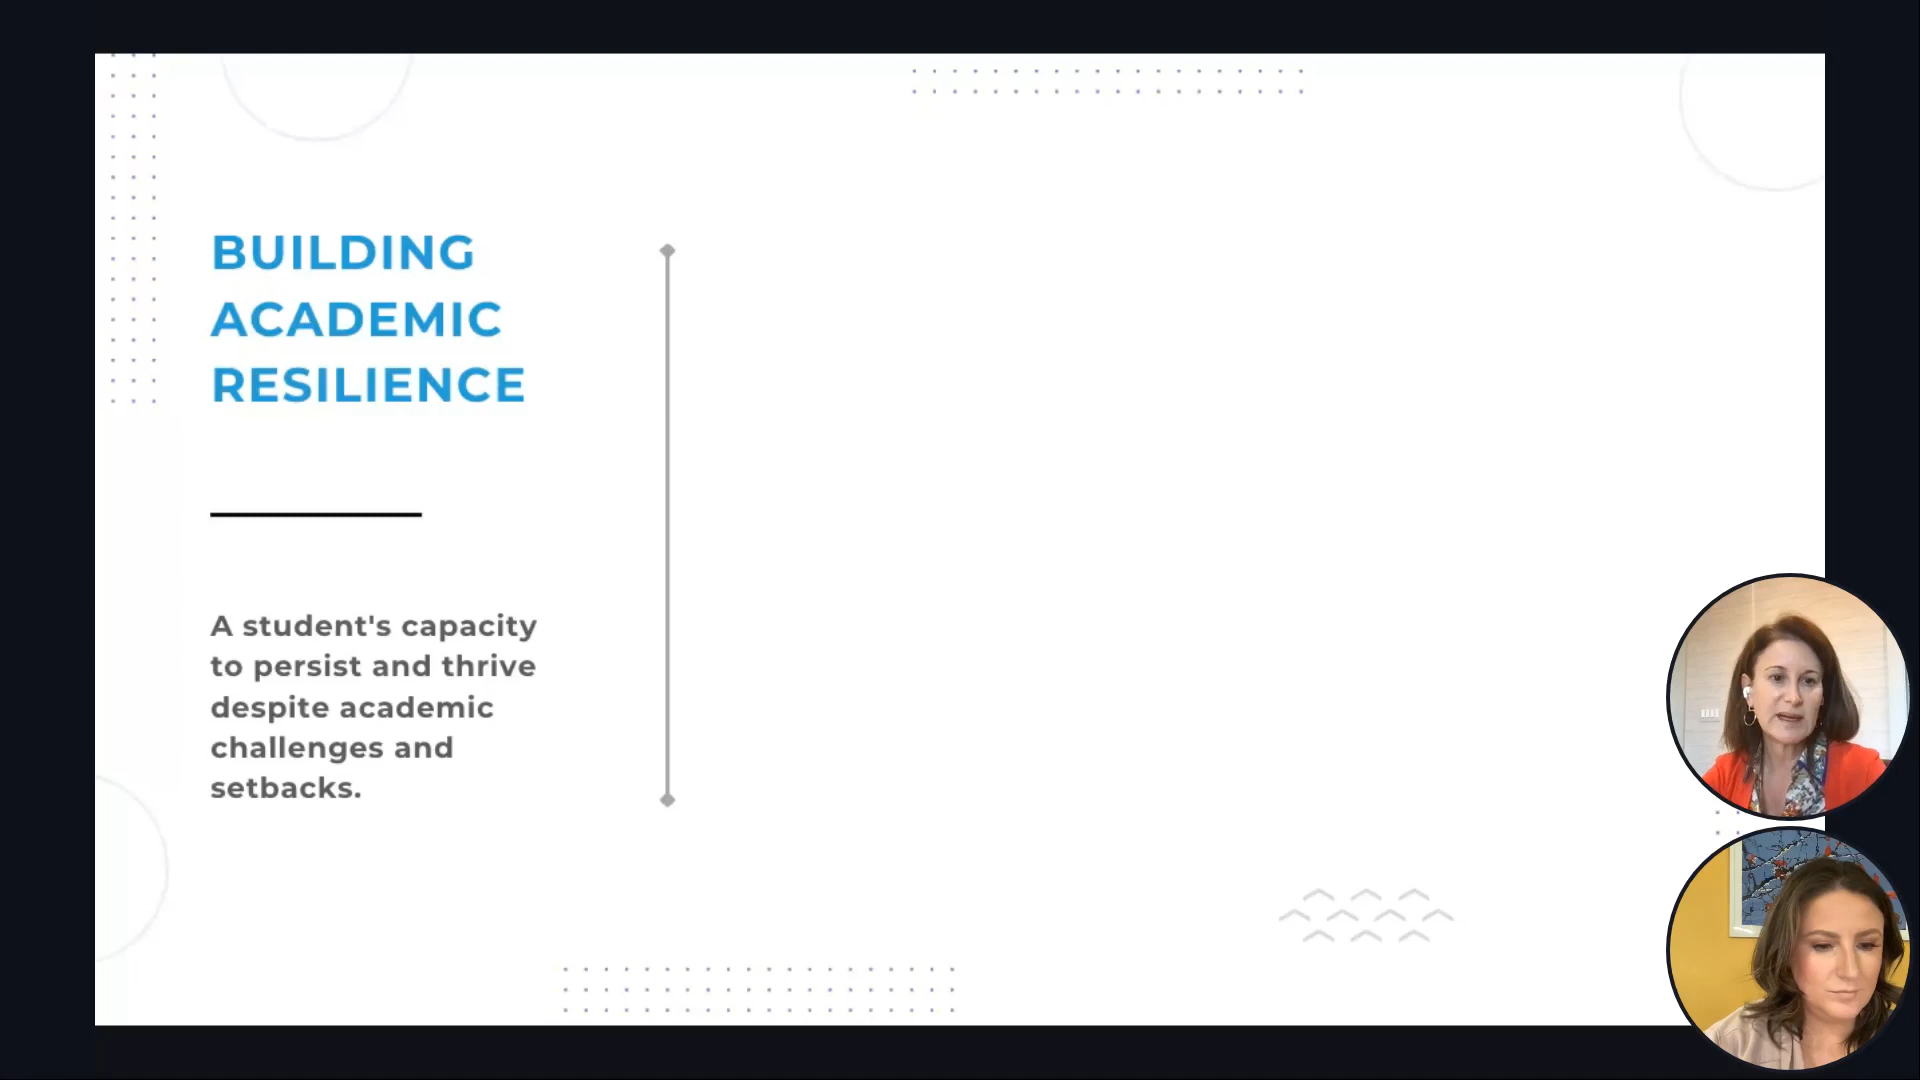 BUILDING
ACADEMIC
RESILIENCE
A student's capacity
to persist and thrive
despite academic
challenges and
setbacks.